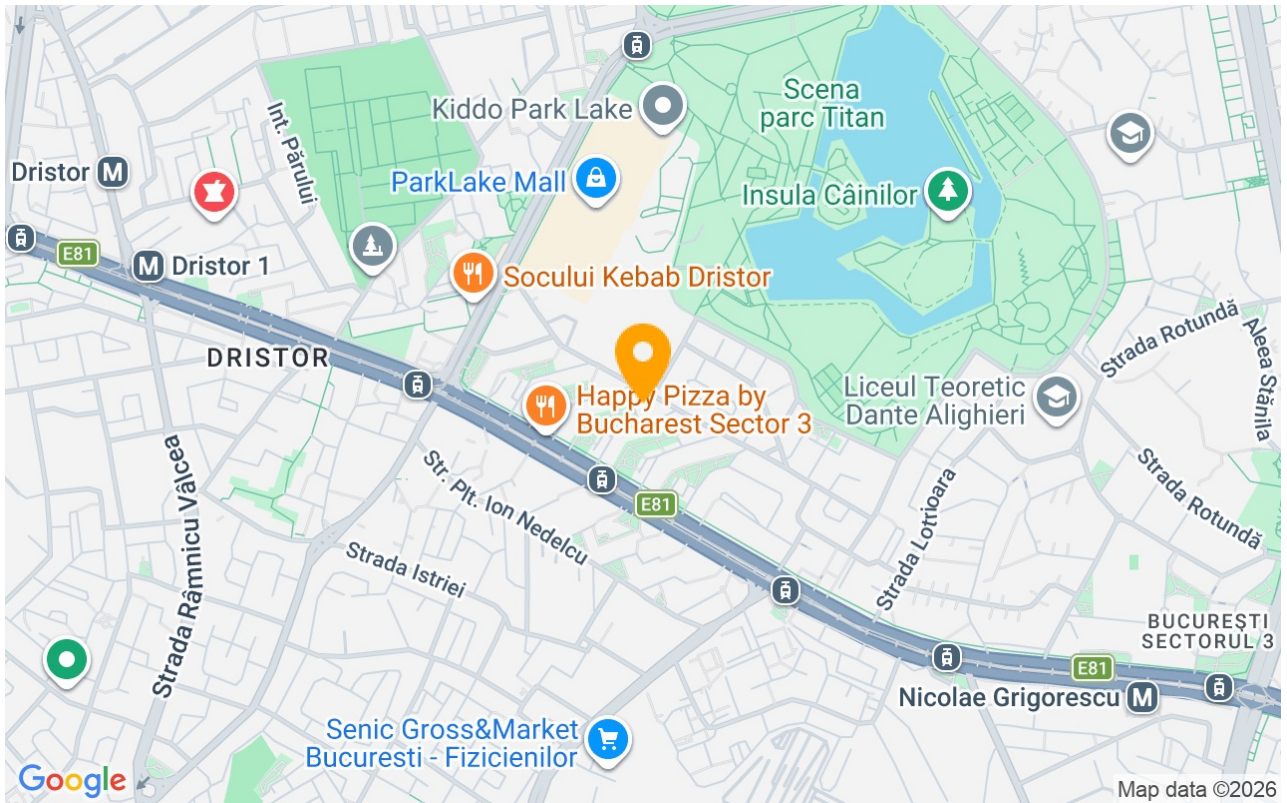 Kiddo Park Lake
Scena
parc Titan
Int. Părului
Dristor M
ParkLake Mall
Insula Câinilor
E81
M Dristor 1
Socului Kebab Dristor
Strada Rotundă
Aleea Stănila
DRISTOR
Happy Pizza by
Bucharest Sector 3
Liceul Teoretic
Dante Alighieri
Str. Plt. Ion Nedelcu
E81
Strada Rotundă
Strada Lotrioara
Strada Râmnicu Vâlcea
Strada Istriei
BUCUREȘTI
SECTORUL 3
E81
Nicolae Grigorescu M
Senic Gross&Market
Bucuresti - Fizicienilor
Google
Map data ©2026